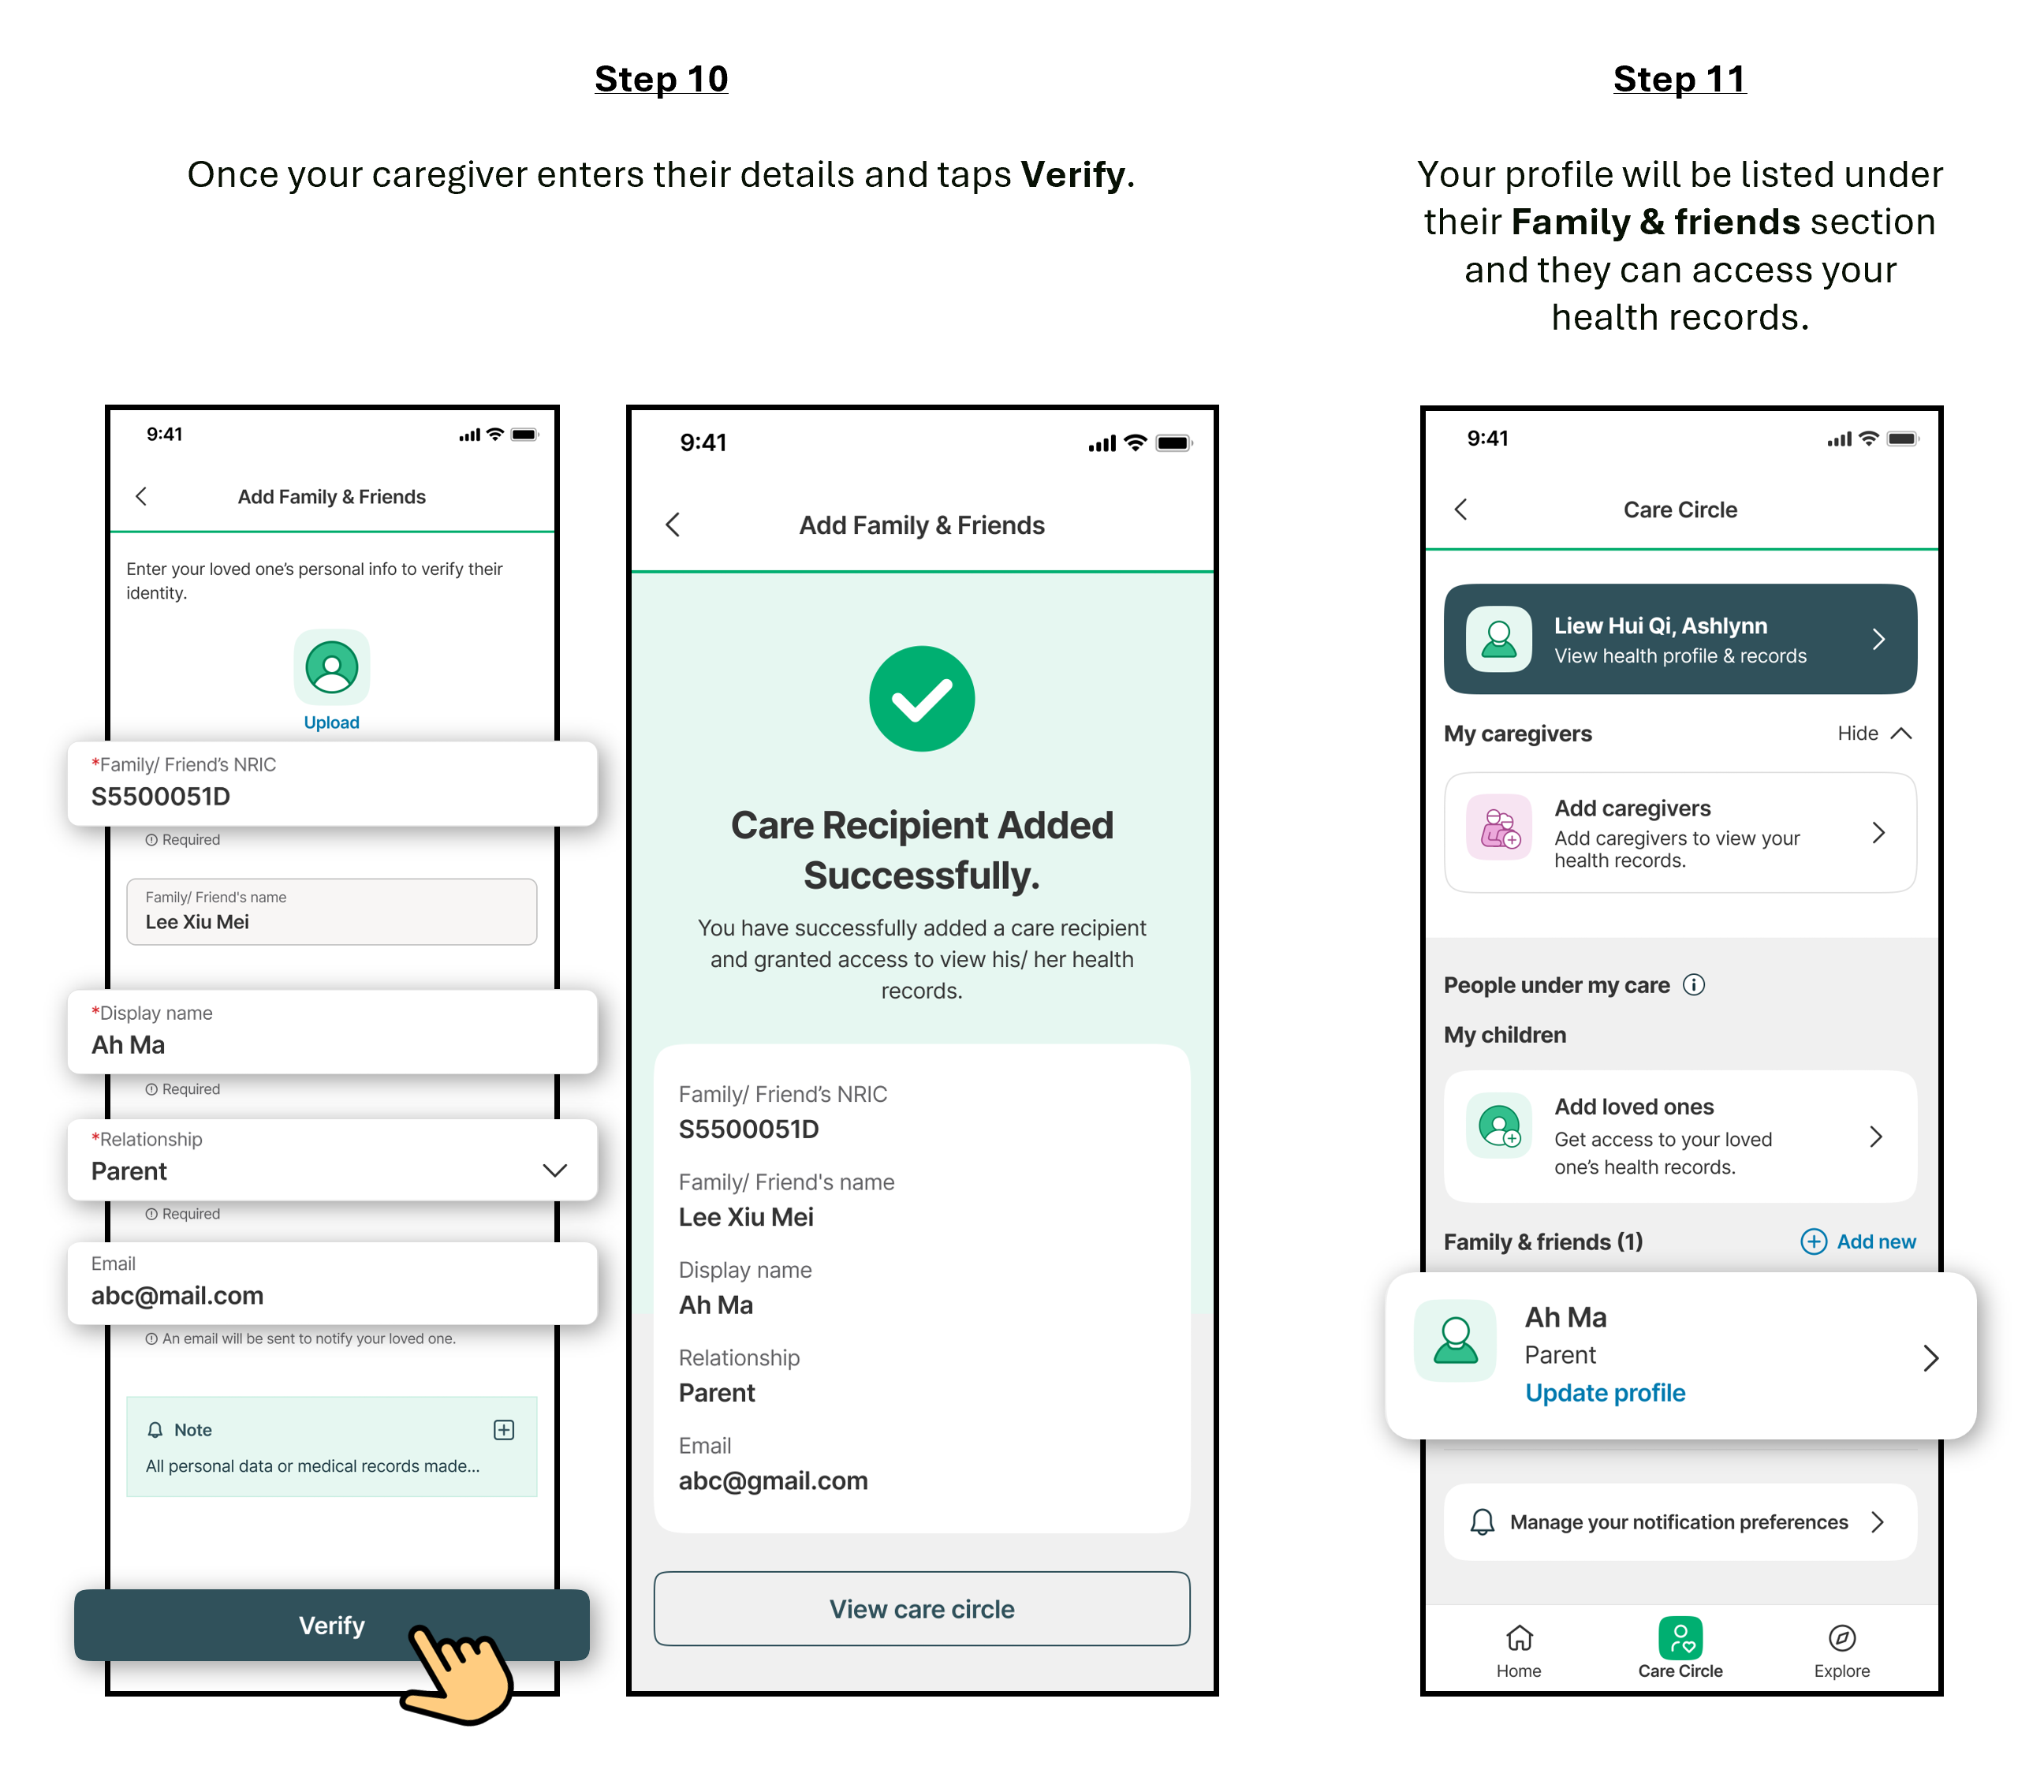 Step 10
Once your caregiver enters their details and taps Verify.
9:41
Add Family & Friends
Enter your loved one's personal info to verify their
identity.
Upload
*Family/ Friend's NRIC
S5500051D
Required
Family/ Friend's name
Lee Xiu Mei
*Display name
Ah Ma
Required
*Relationship
Parent
Required
Email
abc@mail.com
An email will be sent to notify your loved one.
Note
All personal data or medical records made...
Verify
9:41
Add Family & Friends
Care Recipient Added
Successfully.
You have successfully added a care recipient
and granted access to view his/ her health
records.
Family/ Friend's NRIC
S5500051D
Family/ Friend's name
Lee Xiu Mei
Display name
Ah Ma
Relationship
Parent
Email
abc@gmail.com
View care circle
Step 11
Your profile will be listed under
their Family & friends section
and they can access your
health records.
9:41
Care Circle
Liew Hui Qi, Ashlynn
View health profile & records
My caregivers
Hide
Add caregivers
Add caregivers to view your
health records.
People under my care
My children
Add loved ones
Get access to your loved
one's health records.
Family & friends (1)
Add new
Ah Ma
Parent
Update profile
Manage your notification preferences
Home
Care Circle
Explore